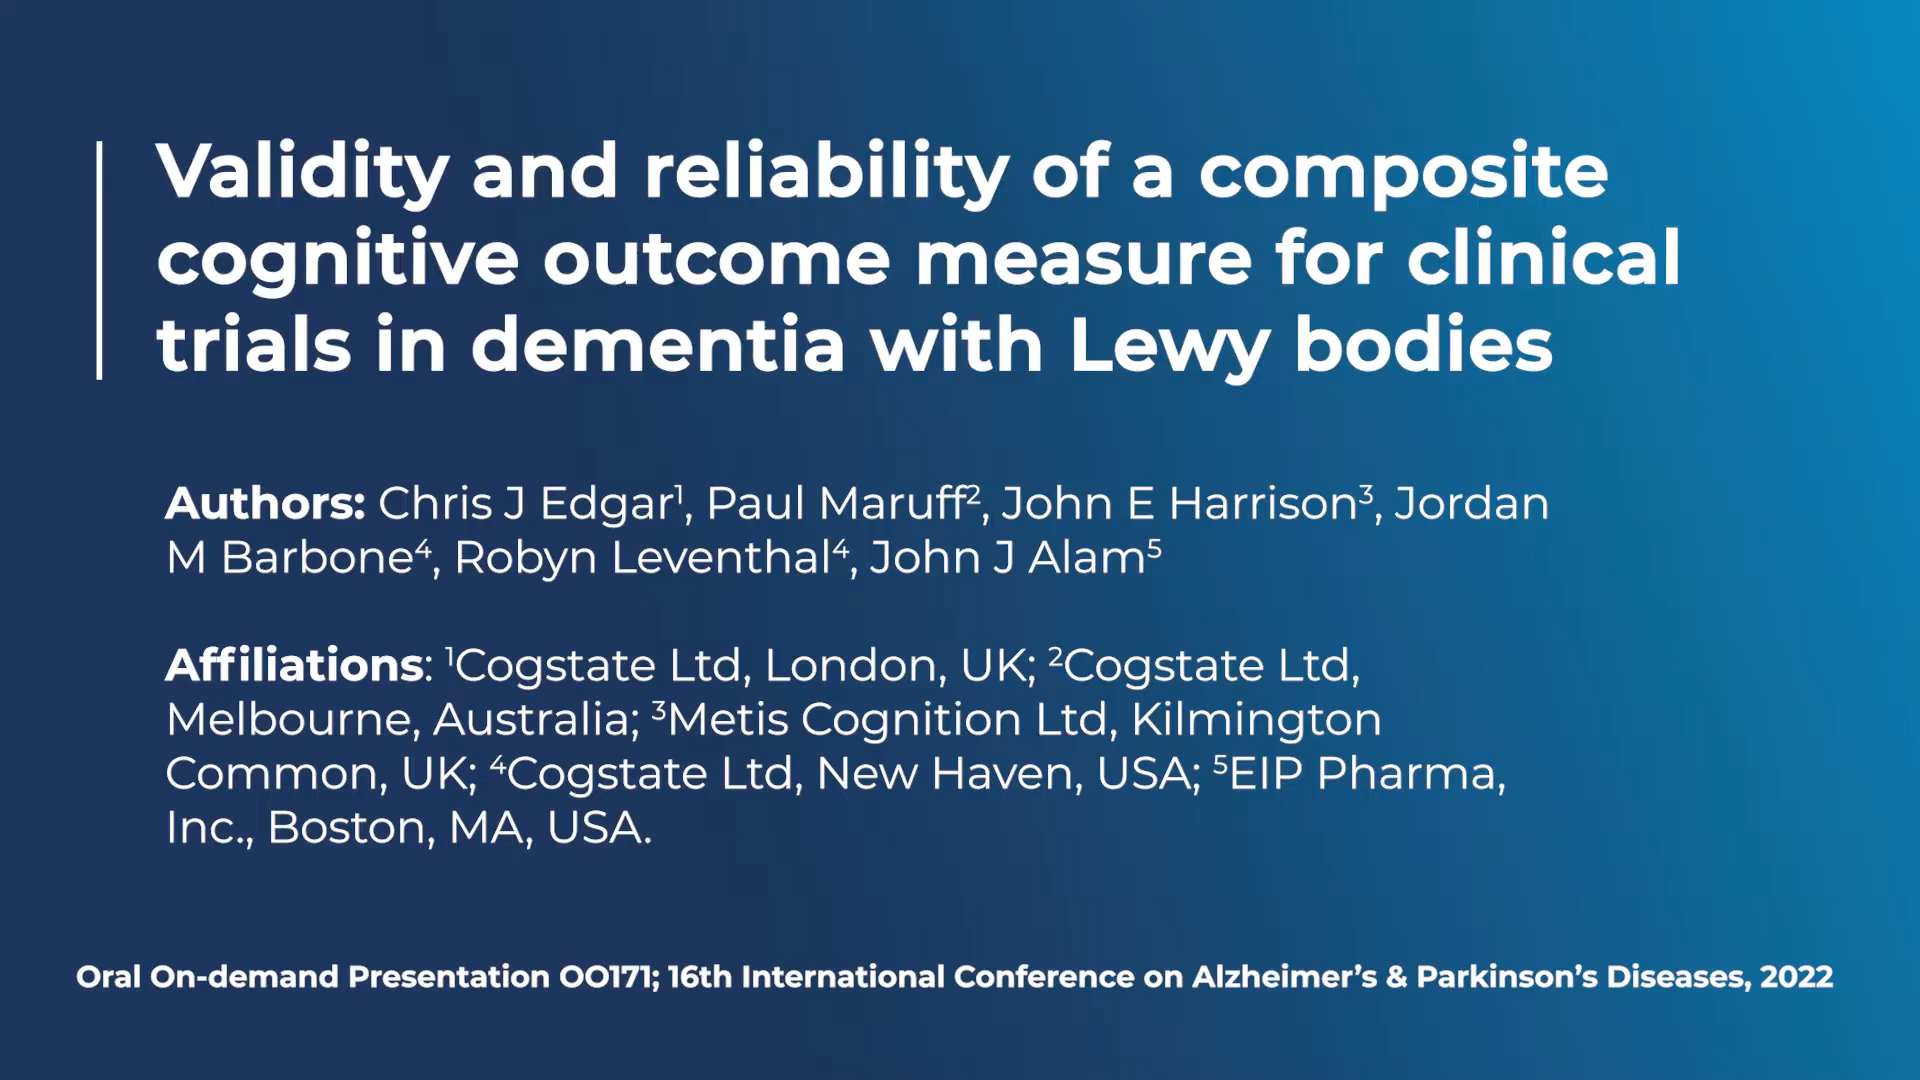 Validity and reliability of a composite
cognitive outcome measure for clinical
trials in dementia with Lewy bodies
Authors: Chris J Edgar¹, Paul Maruff², John E Harrison³, Jordan
M Barbone⁴, Robyn Leventhal⁴, John J Alam⁵
Affiliations: ¹Cogstate Ltd, London, UK; ²Cogstate Ltd,
Melbourne, Australia; ³Metis Cognition Ltd, Kilmington
Common, UK; ⁴Cogstate Ltd, New Haven, USA; ⁵EIP Pharma,
Inc., Boston, MA, USA.
Oral On-demand Presentation OO171; 16th International Conference on Alzheimer’s & Parkinson’s Diseases, 2022